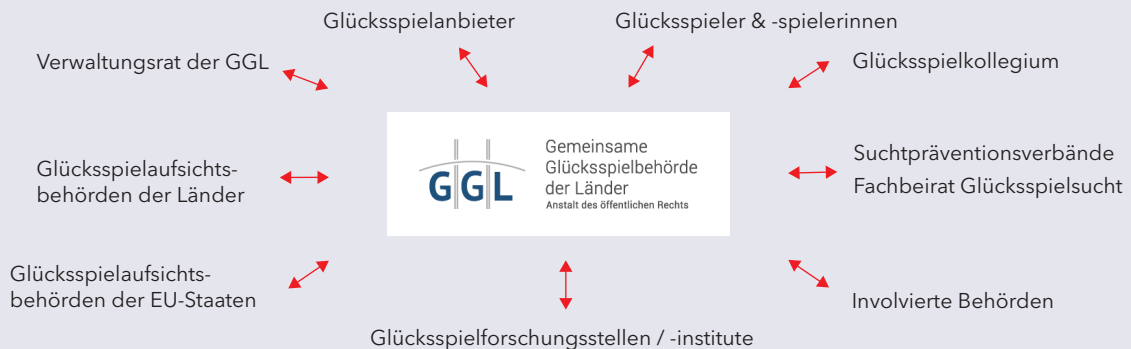 Glücksspielanbieter
Glücksspieler & -spielerinnen
Verwaltungsrat der GGL
Glücksspielkollegium
Glücksspielaufsichts-
behörden der Länder
GGL
Gemeinsame
Glücksspielbehörde
der Länder
Anstalt des öffentlichen Rechts
Suchtpräventionsverbände
Fachbeirat Glücksspielsucht
Glücksspielaufsichts-
behörden der EU-Staaten
Involvierte Behörden
Glücksspielforschungsstellen / -institute